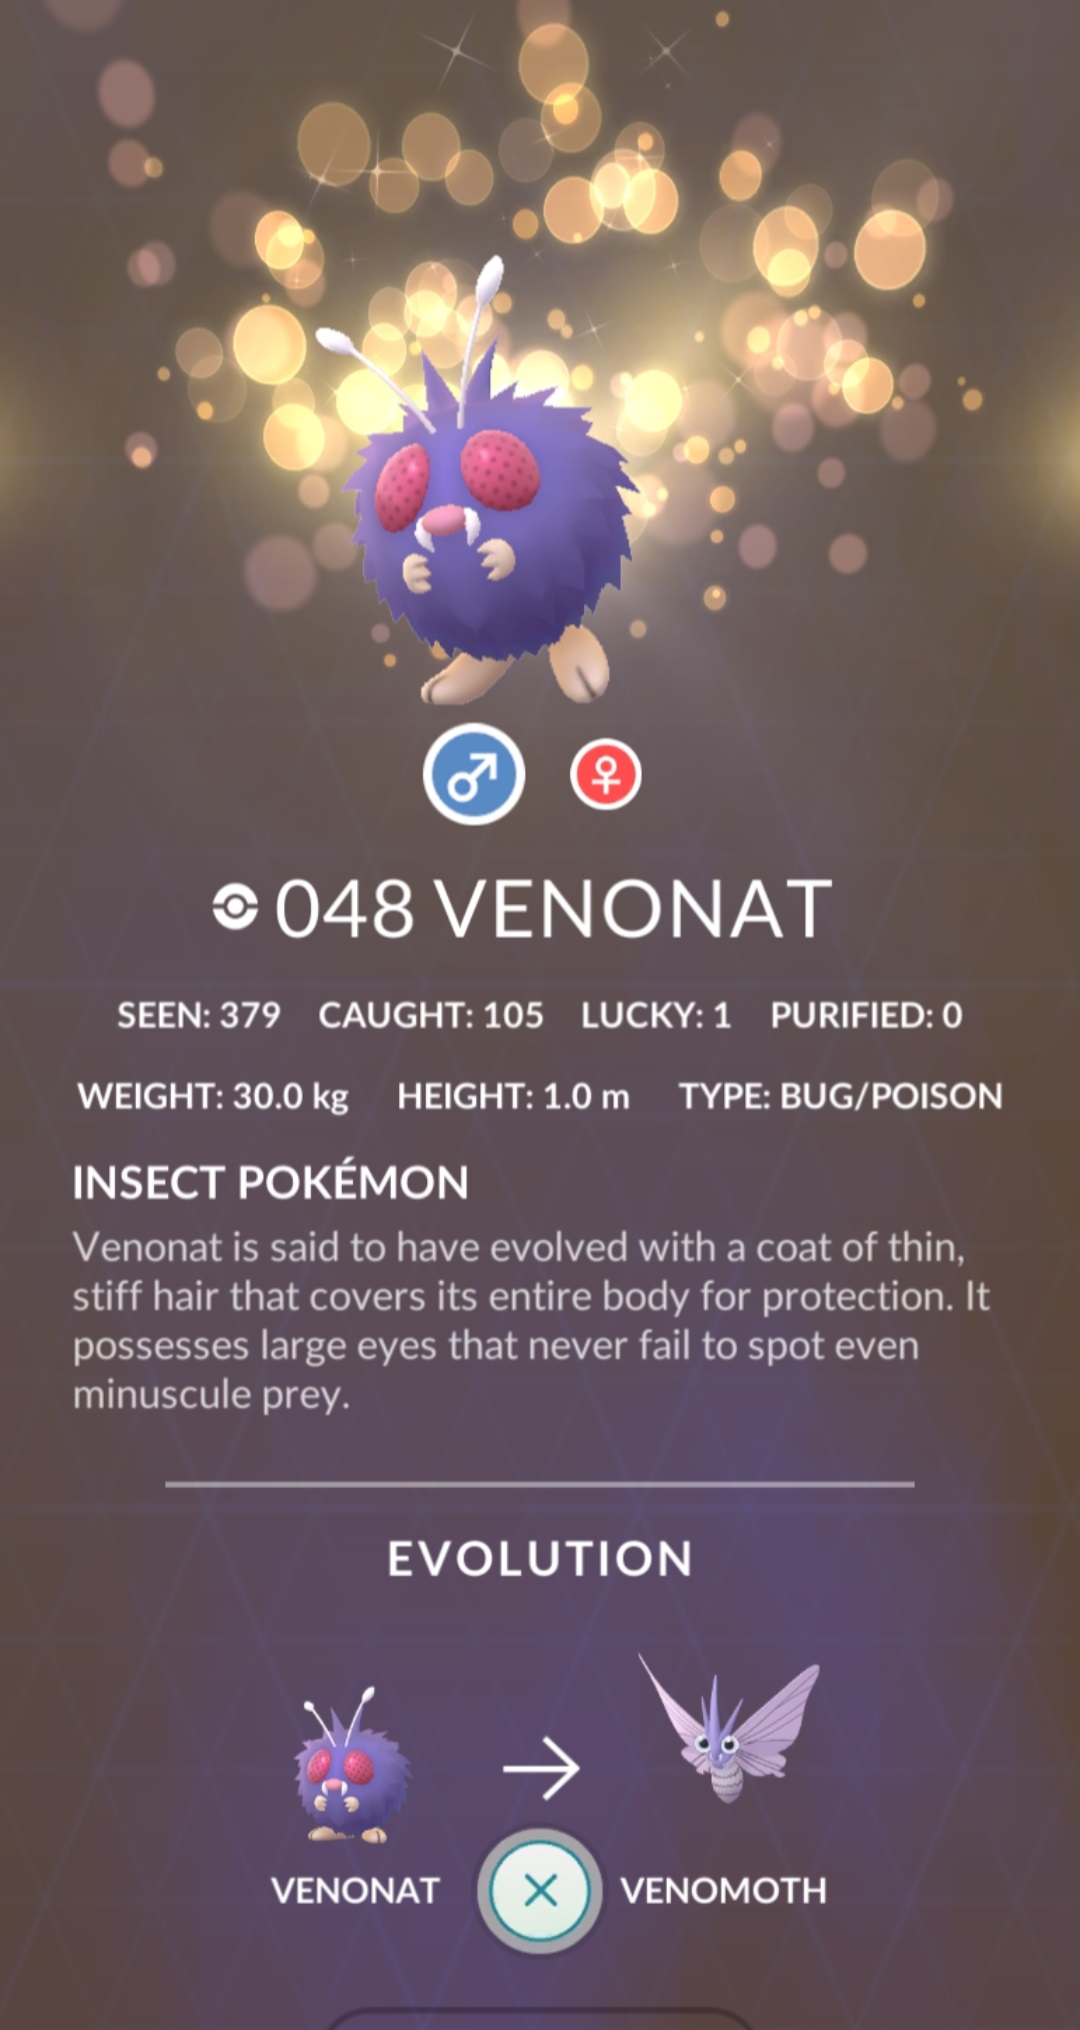 048 VENONAT
SEEN: 379 CAUGHT: 105 LUCKY: 1 PURIFIED: 0
WEIGHT: 30.0 kg HEIGHT: 1.0 m TYPE: BUG/POISON
INSECT POKÉMON
Venonat is said to have evolved with a coat of thin,
stiff hair that covers its entire body for protection. It
possesses large eyes that never fail to spot even
minuscule prey.
EVOLUTION
VENONAT VENOMOTH